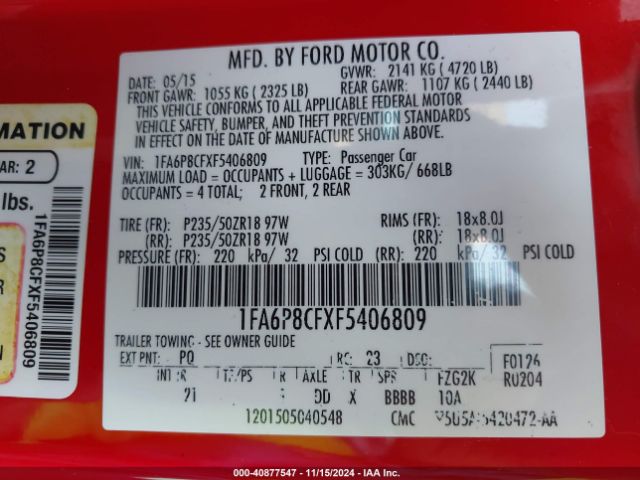 MFD. BY FORD MOTOR CO.
DATE: 05/15
GVWR: 2141 KG ( 4720 LB)
FRONT GAWR: 1055 KG ( 2325 LB)
REAR GAWR: 1107 KG ( 2440 LB)
THIS VEHICLE CONFORMS TO ALL APPLICABLE FEDERAL MOTOR
VEHICLE SAFETY, BUMPER, AND THEFT PREVENTION STANDARDS
IN EFFECT ON THE DATE OF MANUFACTURE SHOWN ABOVE.
VIN: 1FA6P8CFXF5406809 TYPE: Passenger Car
MAXIMUM LOAD = OCCUPANTS + LUGGAGE = 303KG/ 668LB
OCCUPANTS = 4 TOTAL; 2 FRONT, 2 REAR
TIRE (FR): P235/50ZR18 97W RIMS (FR): 18x8.0J
(RR): P235/50ZR18 97W (RR): 18x8.0J
PRESSURE (FR): 220 kPa/ 32 PSI COLD (RR): 220 kPa/ 32 PSI COLD
1FA6P8CFXF5406809
TRAILER TOWING - SEE OWNER GUIDE
EXT PNT: PQ RC: 23 DSO: F0126
AXLE TR SPR FZG2K RU204
X BBBB 10A
1201505040548 CMC
MATION
AR: 2
lbs.
1FA6P8CFXF5406809
000-40877547 - 11/15/2024 - IAA Inc.